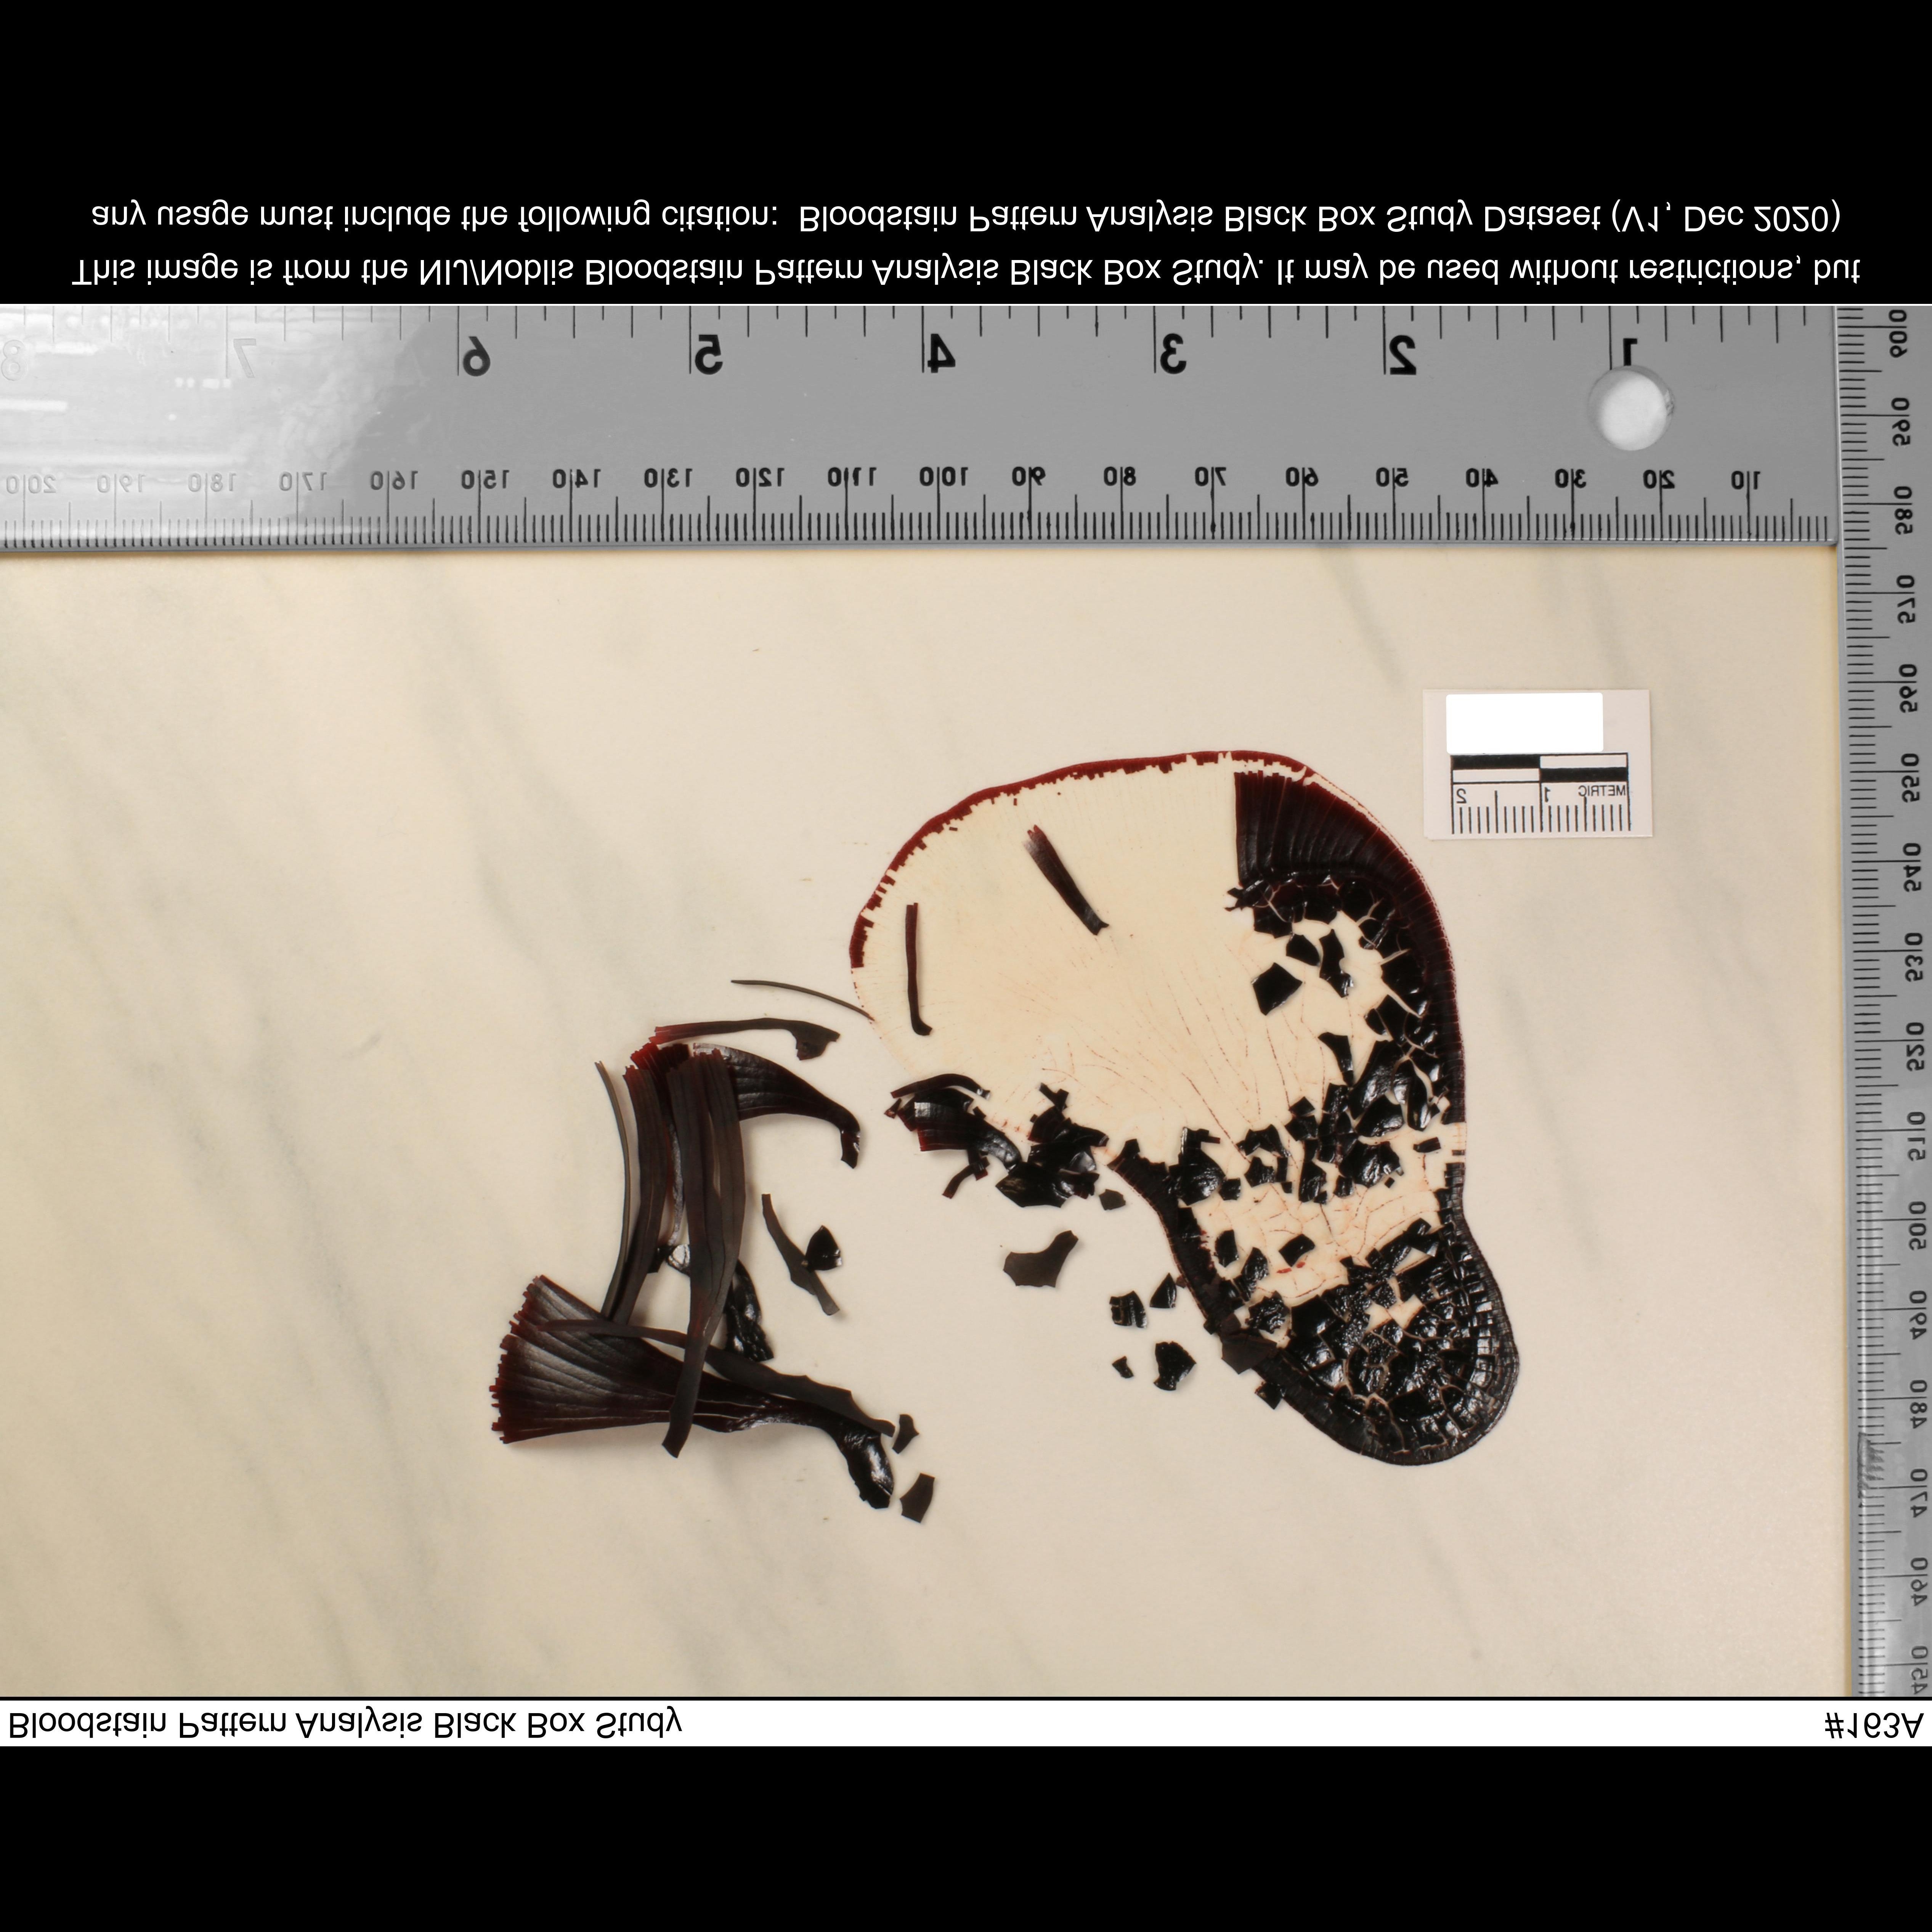 Bloodstain Pattern Analysis Black Box Study #163A
METRIC 1 2
460 470 480 490 500 510 520 530 540 550 560 570 580 590 600
10 20 30 40 50 60 70 80 90 100 110 120 130 140 150 160 170 180 190 200
1 2 3 4 5 6 7 8
This image is from the NIJ/Noblis Bloodstain Pattern Analysis Black Box Study. It may be used without restrictions, but
any usage must include the following citation: Bloodstain Pattern Analysis Black Box Study Dataset (V1, Dec 2020)